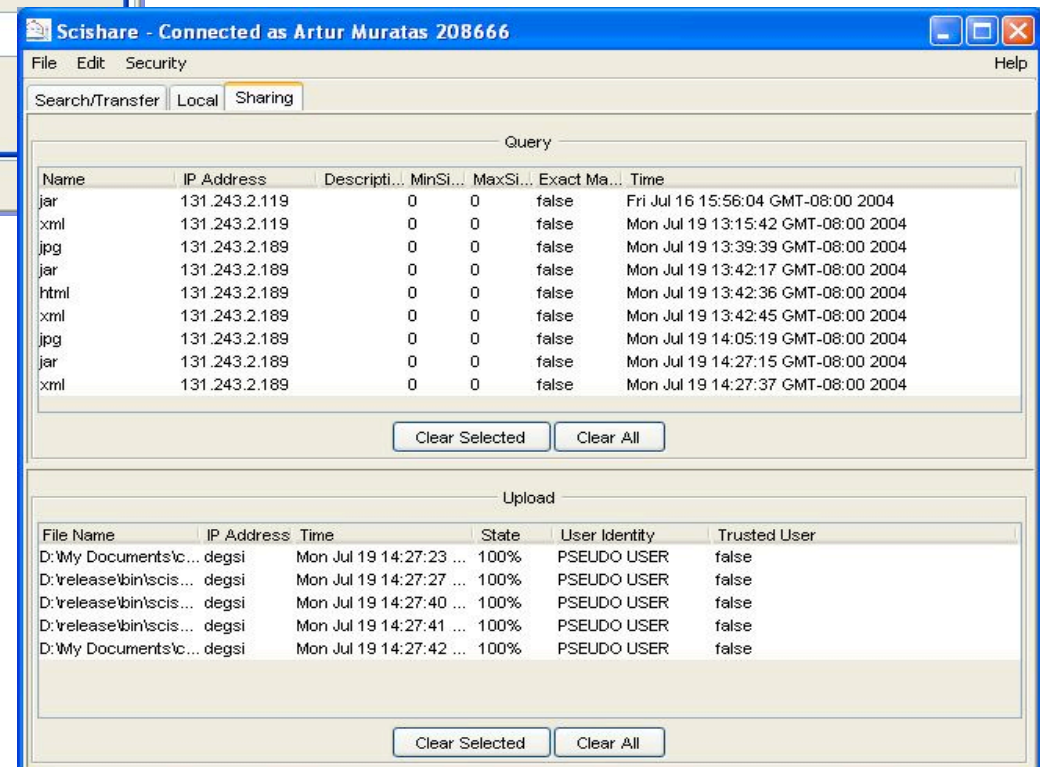 Scishare - Connected as Artur Muratas 208666
File Edit Security Help
Search/Transfer Local Sharing
Query
Name IP Address Descripti... MinSi... MaxSi... Exact Ma... Time
jar 131.243.2.119 0 0 false Fri Jul 16 15:56:04 GMT-08:00 2004
xml 131.243.2.119 0 0 false Mon Jul 19 13:15:42 GMT-08:00 2004
jpg 131.243.2.189 0 0 false Mon Jul 19 13:39:39 GMT-08:00 2004
jar 131.243.2.189 0 0 false Mon Jul 19 13:42:17 GMT-08:00 2004
html 131.243.2.189 0 0 false Mon Jul 19 13:42:36 GMT-08:00 2004
xml 131.243.2.189 0 0 false Mon Jul 19 13:42:45 GMT-08:00 2004
jpg 131.243.2.189 0 0 false Mon Jul 19 14:05:19 GMT-08:00 2004
jar 131.243.2.189 0 0 false Mon Jul 19 14:27:15 GMT-08:00 2004
xml 131.243.2.189 0 0 false Mon Jul 19 14:27:37 GMT-08:00 2004
Clear Selected Clear All
Upload
File Name IP Address Time State User Identity Trusted User
D:\My Documents\c... degsi Mon Jul 19 14:27:23 ... 100% PSEUDO USER false
D:\release\bin\scis... degsi Mon Jul 19 14:27:27 ... 100% PSEUDO USER false
D:\release\bin\scis... degsi Mon Jul 19 14:27:40 ... 100% PSEUDO USER false
D:\release\bin\scis... degsi Mon Jul 19 14:27:41 ... 100% PSEUDO USER false
D:\My Documents\c... degsi Mon Jul 19 14:27:42 ... 100% PSEUDO USER false
Clear Selected Clear All